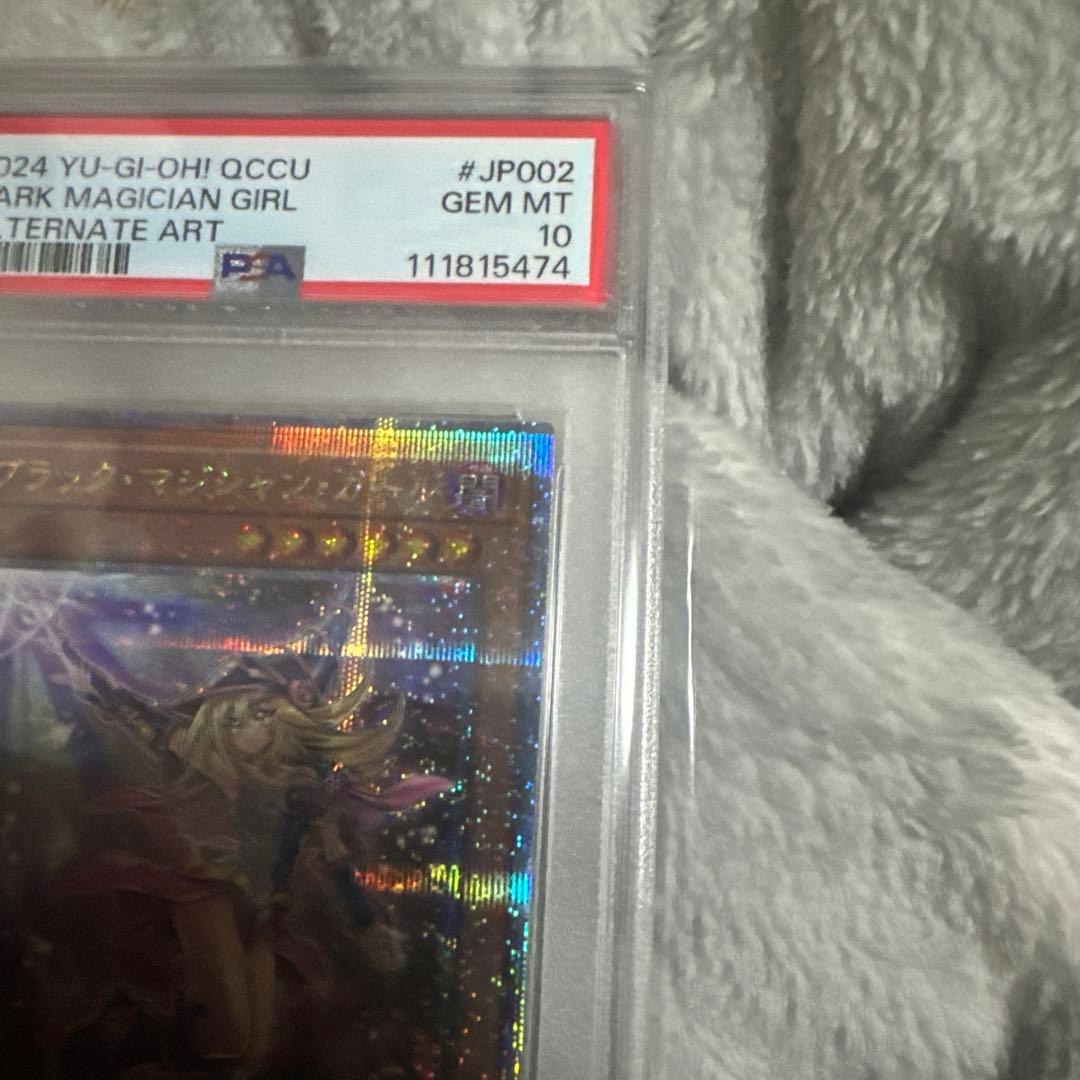 024 YU-GI-OH! QCCU #JP002
ARK MAGICIAN GIRL GEM MT
LTERNATE ART 10
PSA 111815474
ブラック・マジシャン・ガール 闇